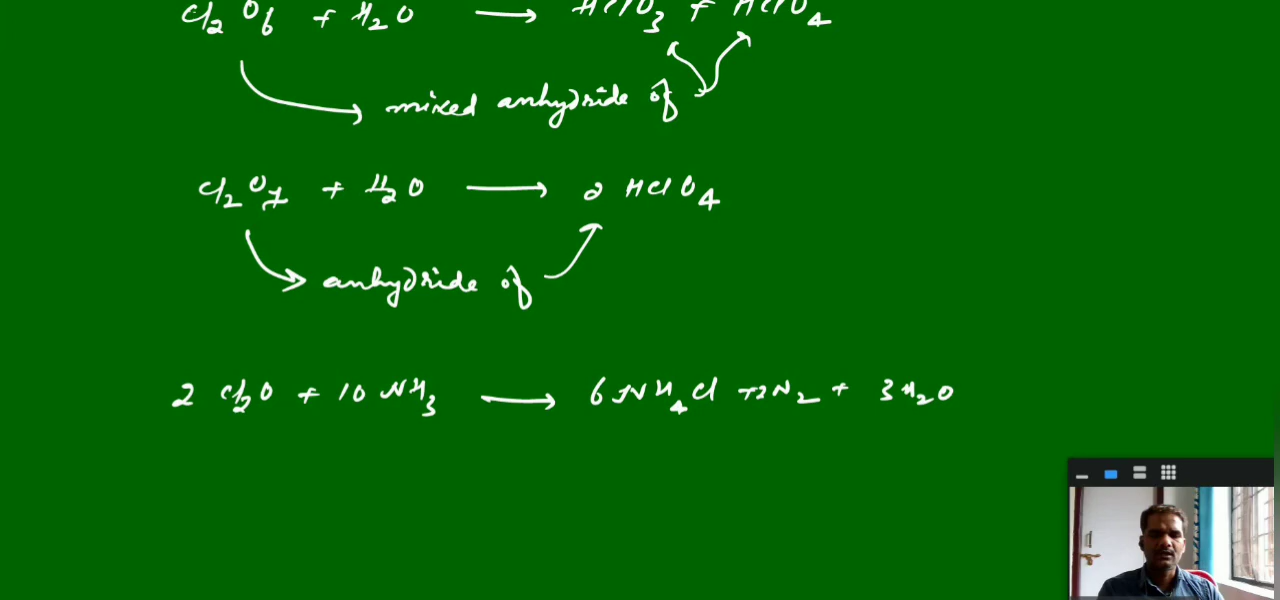 Cl2O6 + H2O → HClO3 + HClO4
mixed anhydride of
Cl2O7 + H2O → 2 HClO4
anhydride of
2 Cl2O + 10 NH3 → 6 NH4Cl + 2N2 + 3H2O